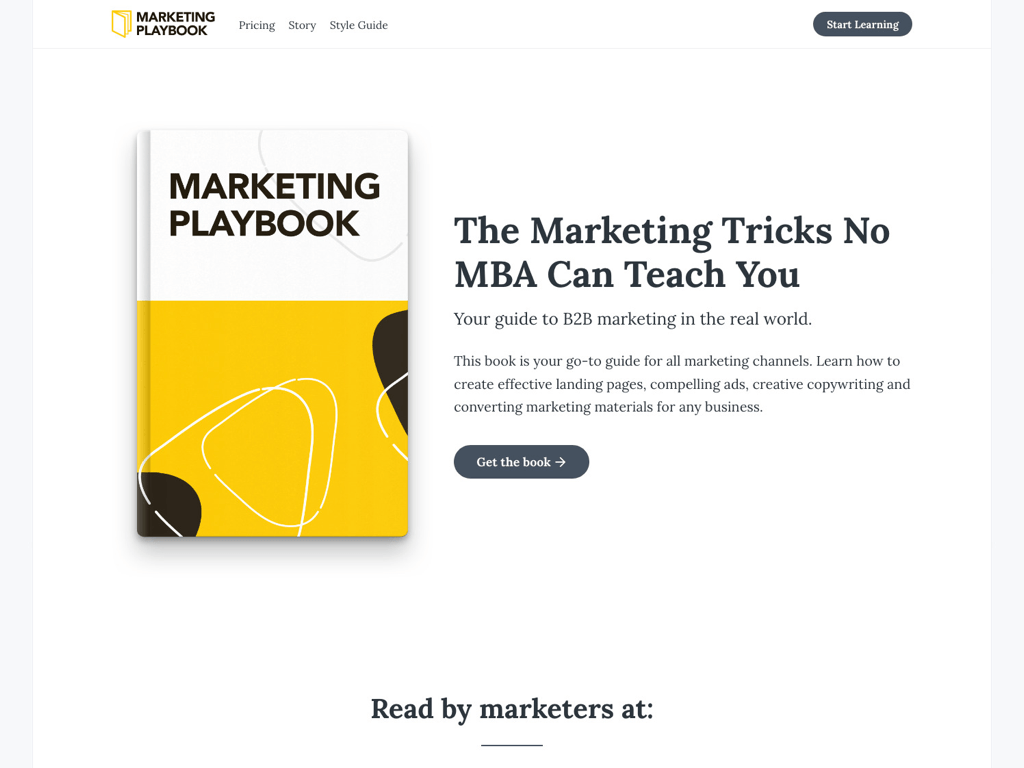 MARKETING
PLAYBOOK
Pricing
Story
Style Guide
Start Learning
MARKETING
PLAYBOOK
The Marketing Tricks No
MBA Can Teach You
Your guide to B2B marketing in the real world.
This book is your go-to guide for all marketing channels. Learn how to
create effective landing pages, compelling ads, creative copywriting and
converting marketing materials for any business.
Get the book →
Read by marketers at: